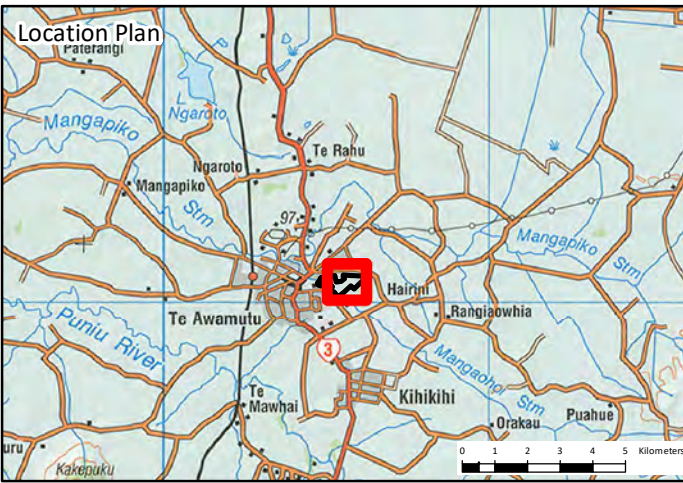 Location Plan
Paterangi
L
Ngaroto
Mangapiko
Stm
Ngaroto
Te Rahu
Mangapiko
97
Mangapiko
Stm
Hairini
Rangiaowhia
Te Awamutu
Puniu River
3
Mangaohoi
Stm
Te
Mawhai
Kihikihi
Orakau
Puahue
uru
Kakepuku
0 1 2 3 4 5 Kilometers